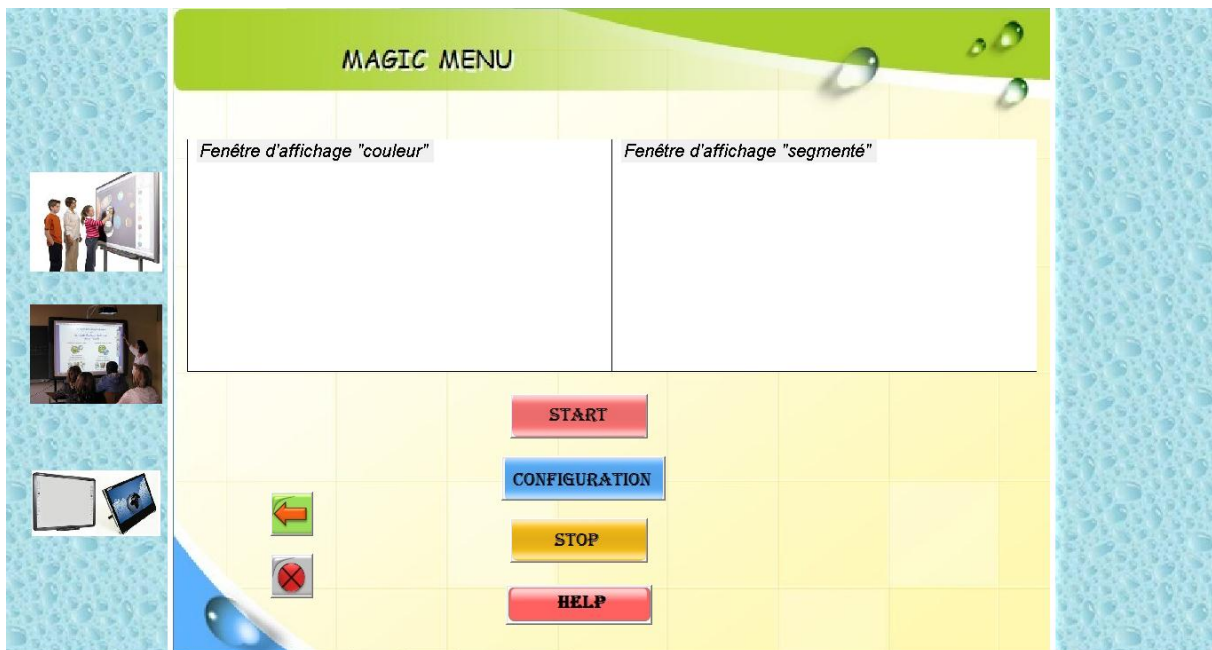 MAGIC MENU
Fenêtre d'affichage "couleur"
Fenêtre d'affichage "segmenté"
START
CONFIGURATION
STOP
HELP